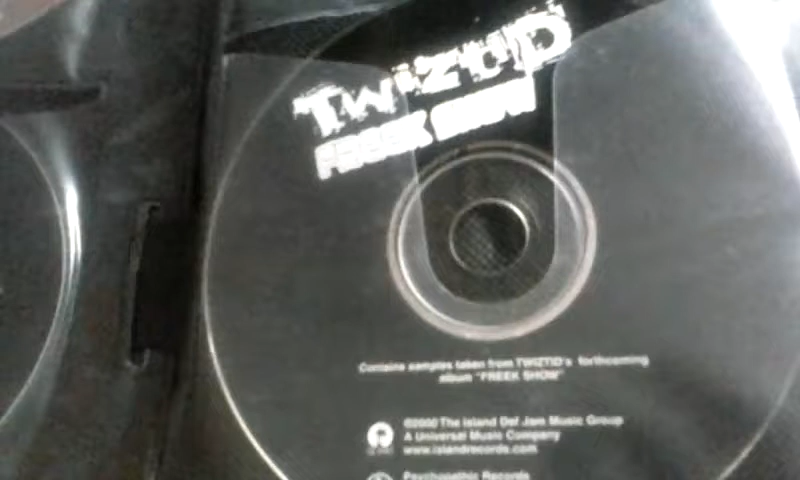 TWIZTID
FREEK SHOW
Contains samples taken from TWIZTID's forthcoming
album "FREEK SHOW"
©2000 The Island Def Jam Music Group
A Universal Music Company
www.islandrecords.com
Psychopathic Records